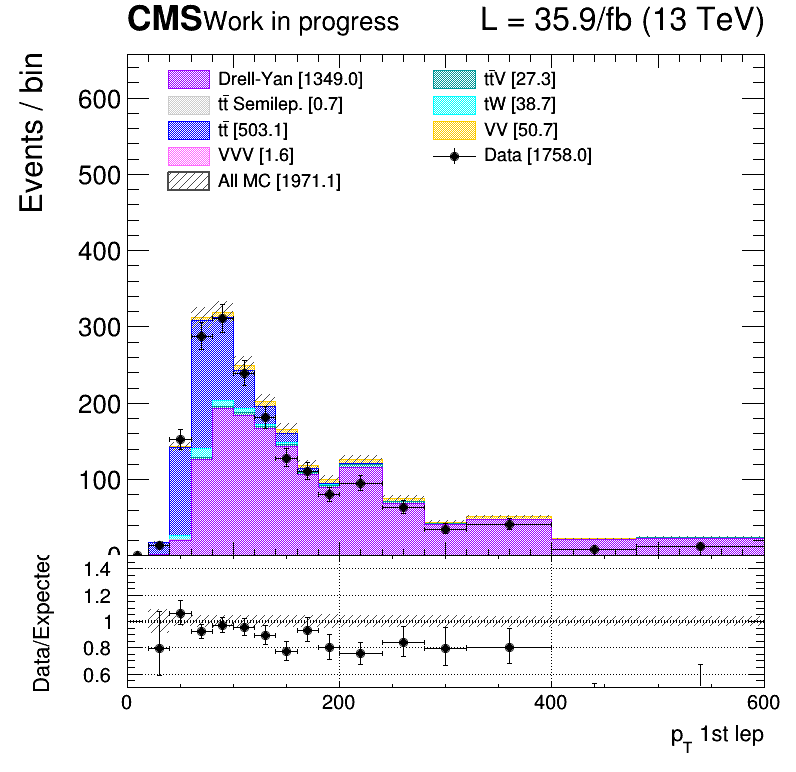 CMS Work in progress L = 35.9/fb (13 TeV)
Events / bin
Drell-Yan [1349.0]
tt̄ Semilep. [0.7]
tt̄ [503.1]
VVV [1.6]
All MC [1971.1]
tt̄V [27.3]
tW [38.7]
VV [50.7]
Data [1758.0]
600
500
400
300
200
100
0
Data/Expected
1.4
1.2
1
0.8
0.6
0 200 400 600
p_T 1st lep